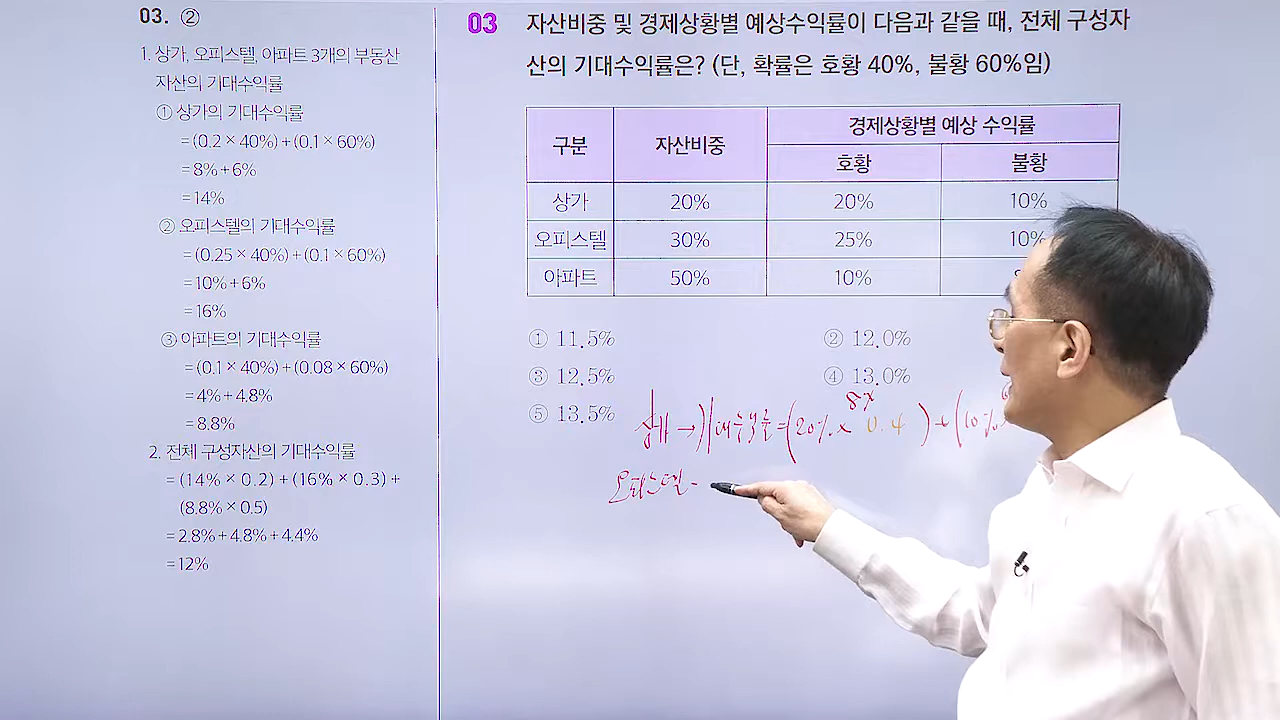 03. ②
1. 상가, 오피스텔, 아파트 3개의 부동산
자산의 기대수익률
① 상가의 기대수익률
= (0.2 × 40%) + (0.1 × 60%)
= 8% + 6%
= 14%
② 오피스텔의 기대수익률
= (0.25 × 40%) + (0.1 × 60%)
= 10% + 6%
= 16%
③ 아파트의 기대수익률
= (0.1 × 40%) + (0.08 × 60%)
= 4% + 4.8%
= 8.8%
2. 전체 구성자산의 기대수익률
= (14% × 0.2) + (16% × 0.3) +
(8.8% × 0.5)
= 2.8% + 4.8% + 4.4%
= 12%
03 자산비중 및 경제상황별 예상수익률이 다음과 같을 때, 전체 구성자
산의 기대수익률은? (단, 확률은 호황 40%, 불황 60%임)
구분 자산비중 경제상황별 예상 수익률
호황 불황
상가 20% 20% 10%
오피스텔 30% 25% 10%
아파트 50% 10%
① 11.5% ② 12.0%
③ 12.5% ④ 13.0%
⑤ 13.5%
8%
상가 → 기대수익률 = (20% × 0.4) + (10%
오피스텔 -